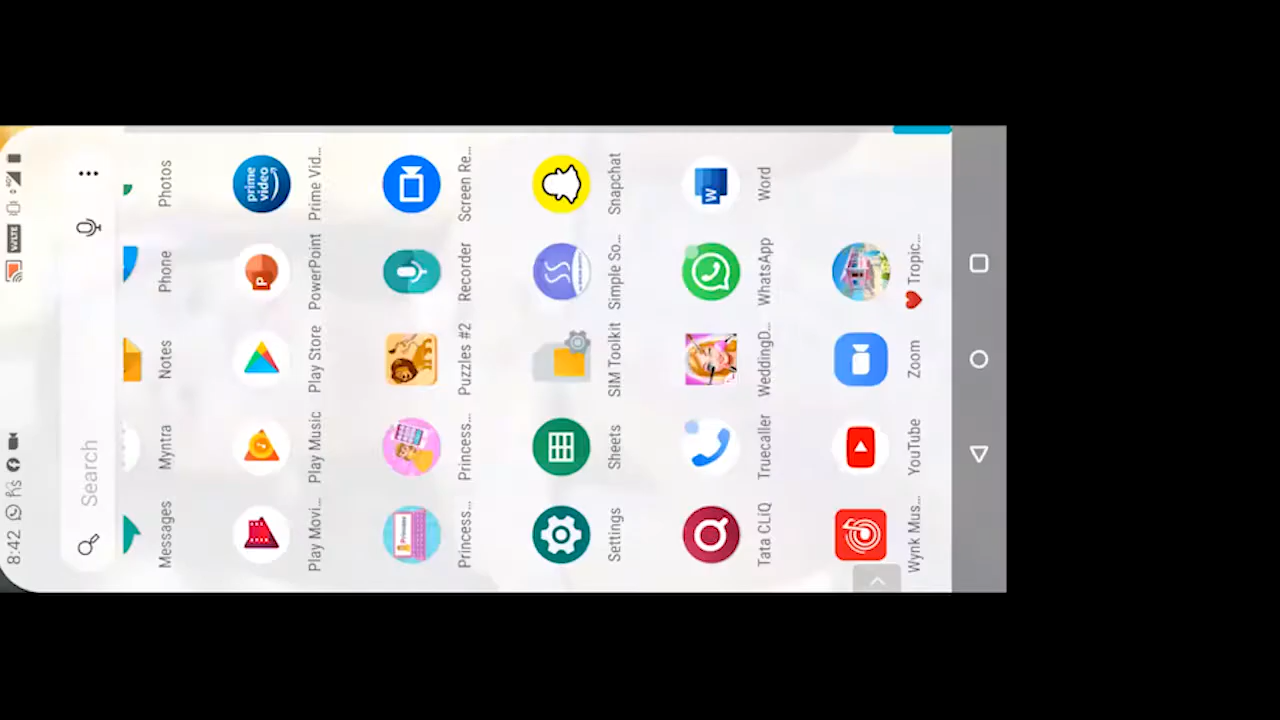 8:42
VoLTE
Search
Messages Myntra Notes Phone Photos
prime video
Play Movi... Play Music Play Store PowerPoint Prime Vid...
Princess... Princess... Puzzles #2 Recorder Screen Re...
Settings Sheets SIM Toolkit Simple So... Snapchat
Tata CLiQ Truecaller WeddingD... WhatsApp Word
Wynk Mus... YouTube Zoom ❤️ Tropic...